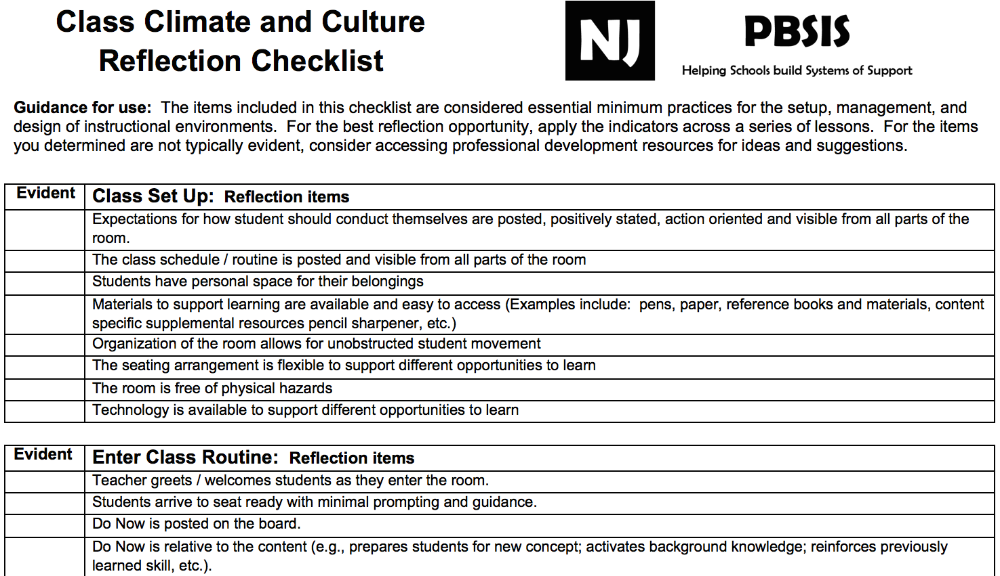 Class Climate and Culture
Reflection Checklist
NJ
PBSIS
Helping Schools build Systems of Support
Guidance for use:  The items included in this checklist are considered essential minimum practices for the setup, management, and
design of instructional environments.  For the best reflection opportunity, apply the indicators across a series of lessons.  For the items
you determined are not typically evident, consider accessing professional development resources for ideas and suggestions.
Evident Class Set Up:  Reflection items
Expectations for how student should conduct themselves are posted, positively stated, action oriented and visible from all parts of the
room.
The class schedule / routine is posted and visible from all parts of the room
Students have personal space for their belongings
Materials to support learning are available and easy to access (Examples include:  pens, paper, reference books and materials, content
specific supplemental resources pencil sharpener, etc.)
Organization of the room allows for unobstructed student movement
The seating arrangement is flexible to support different opportunities to learn
The room is free of physical hazards
Technology is available to support different opportunities to learn
Evident Enter Class Routine:  Reflection items
Teacher greets / welcomes students as they enter the room.
Students arrive to seat ready with minimal prompting and guidance.
Do Now is posted on the board.
Do Now is relative to the content (e.g., prepares students for new concept; activates background knowledge; reinforces previously
learned skill, etc.).